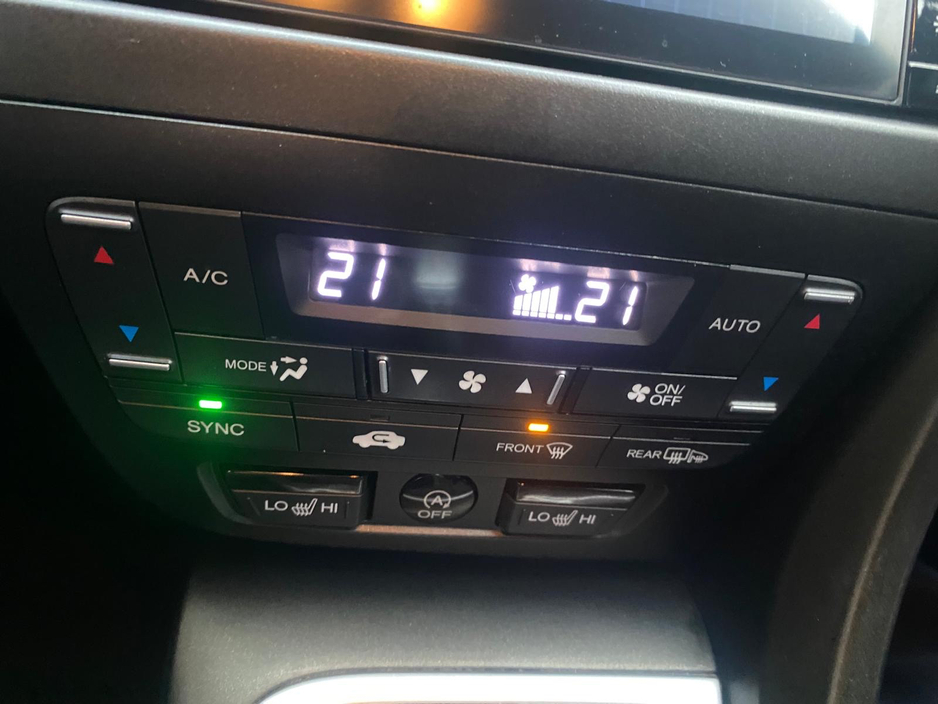 21 21
A/C
AUTO
MODE
ON/
OFF
SYNC
FRONT
REAR
LO HI
A
OFF
LO HI